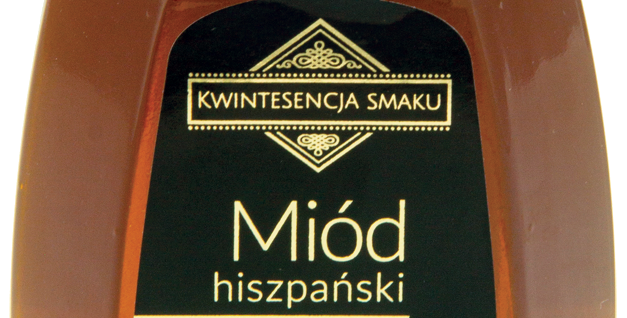 KWINTESENCJA SMAKU
Miód
hiszpański